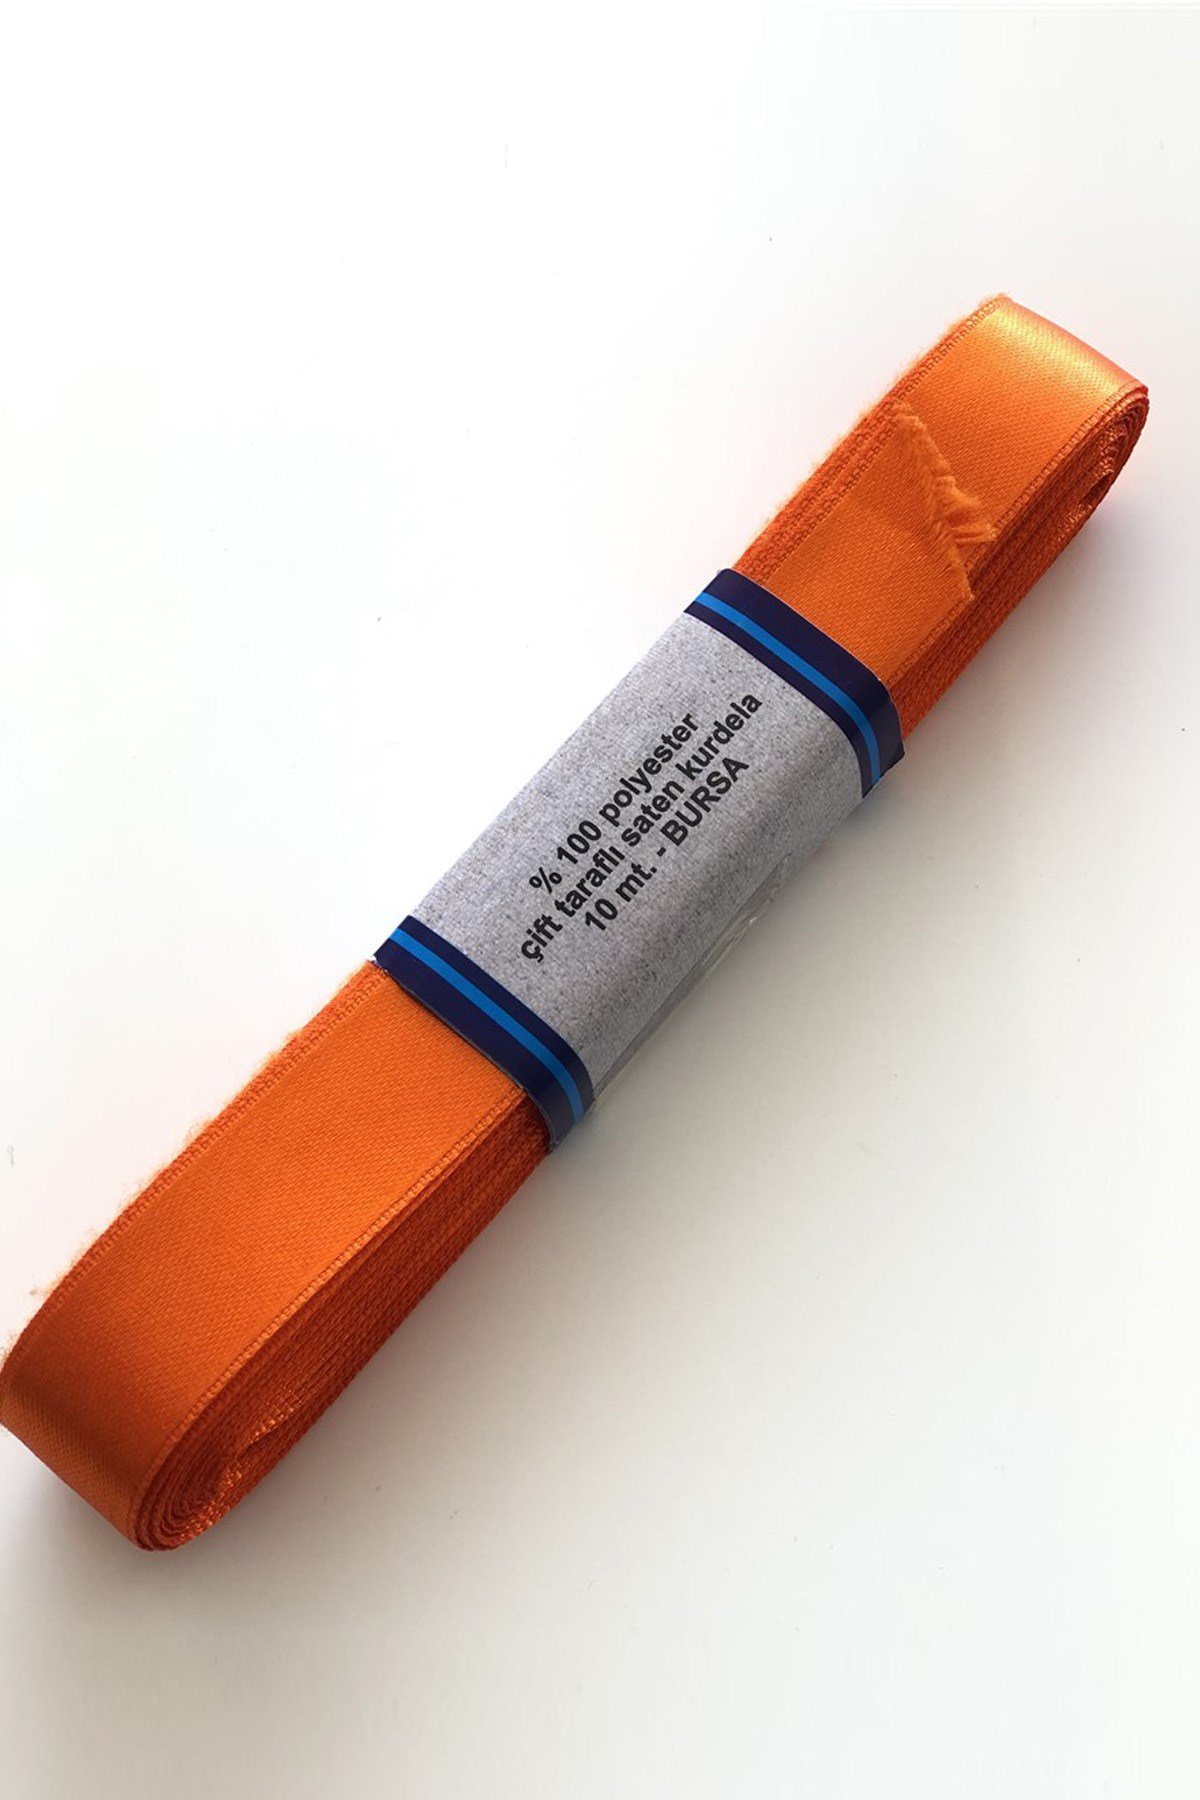 % 100 polyester
çift taraflı saten kurdela
10 mt. - BURSA